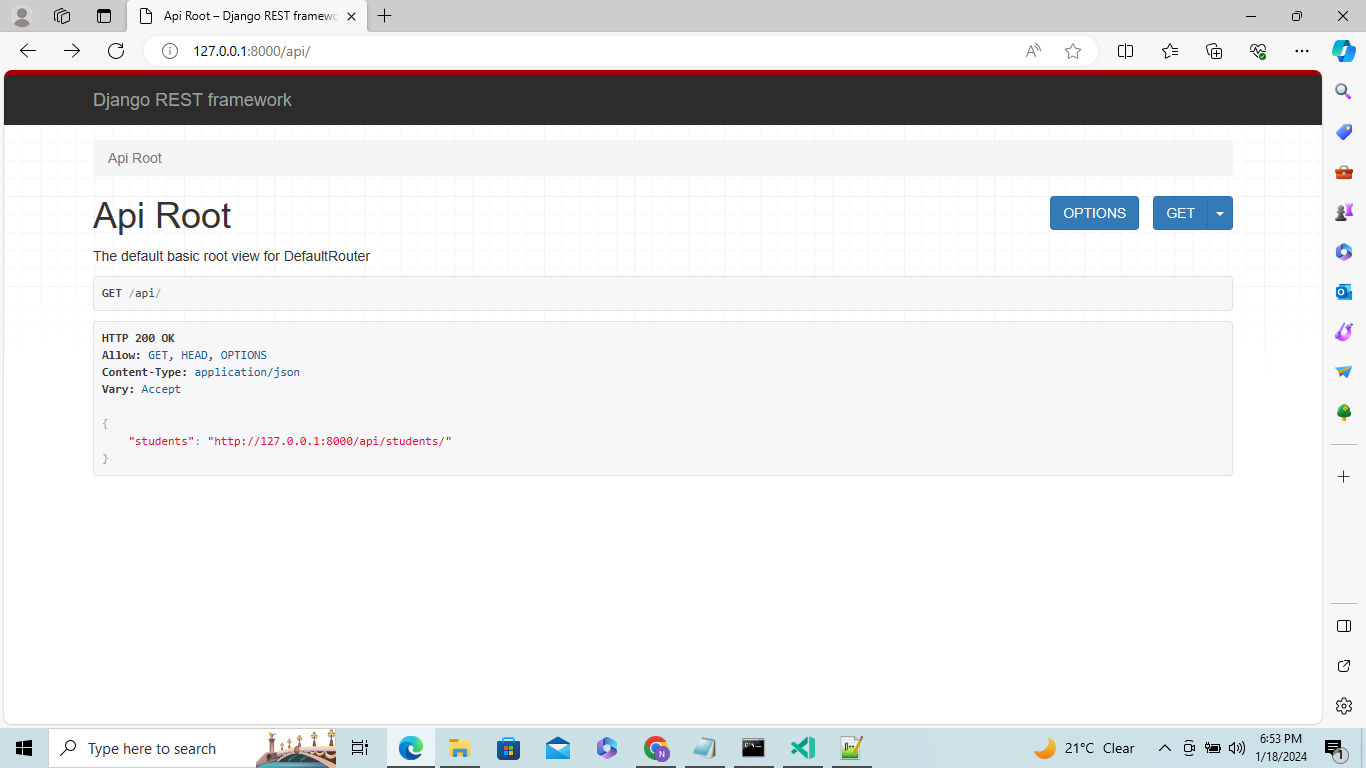 Api Root – Django REST framewo
127.0.0.1:8000/api/
Django REST framework
Api Root
Api Root
OPTIONS
GET
The default basic root view for DefaultRouter
GET /api/
HTTP 200 OK
Allow: GET, HEAD, OPTIONS
Content-Type: application/json
Vary: Accept
{
"students": "http://127.0.0.1:8000/api/students/"
}
Type here to search
N
21°C Clear
6:53 PM
1/18/2024
1